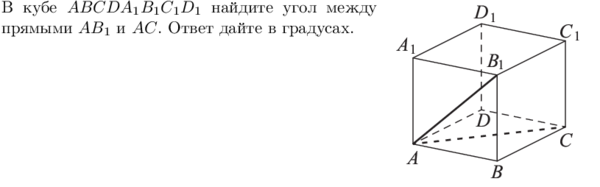 В кубе ABCDA₁B₁C₁D₁ найдите угол между
прямыми AB₁ и AC. Ответ дайте в градусах.
D₁
C₁
A₁
B₁
D
C
A
B